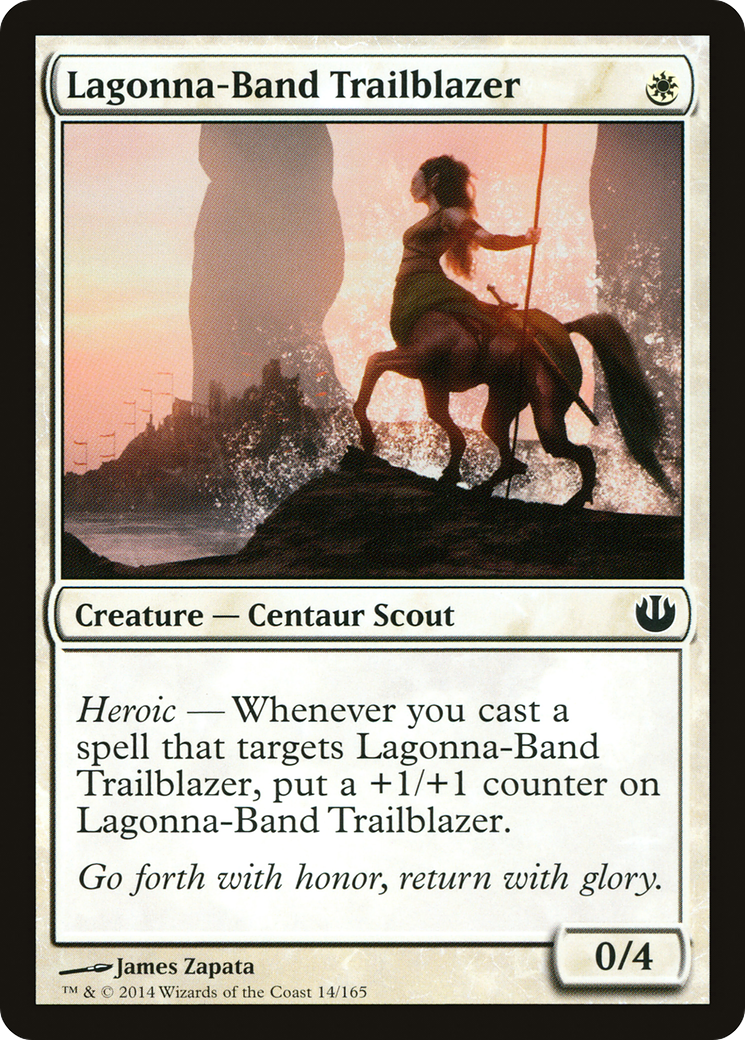 Lagonna-Band Trailblazer
Creature — Centaur Scout
Heroic — Whenever you cast a
spell that targets Lagonna-Band
Trailblazer, put a +1/+1 counter on
Lagonna-Band Trailblazer.
Go forth with honor, return with glory.
0/4
James Zapata
™ & © 2014 Wizards of the Coast 14/165